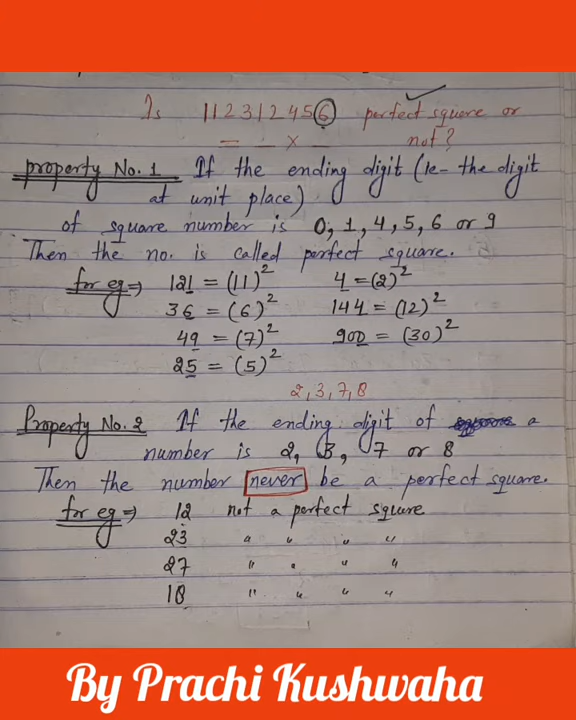 Is 1123124566 perfect square or
not?
property No. 1 If the ending digit (ie- the digit
at unit place)
of square number is 0, 1, 4, 5, 6 or 9
Then the no. is called perfect square.
for eg ⇒ 121 = (11)² 4 = (2)²
36 = (6)² 144 = (12)²
49 = (7)² 900 = (30)²
25 = (5)²
2, 3, 7, 8
Property No. 2 If the ending digit of a
number is 2, 3, 7 or 8
Then the number never be a perfect square.
for eg ⇒ 12 not a perfect square
23 " " " "
27 " " " "
18 " " " "
By Prachi Kushwaha